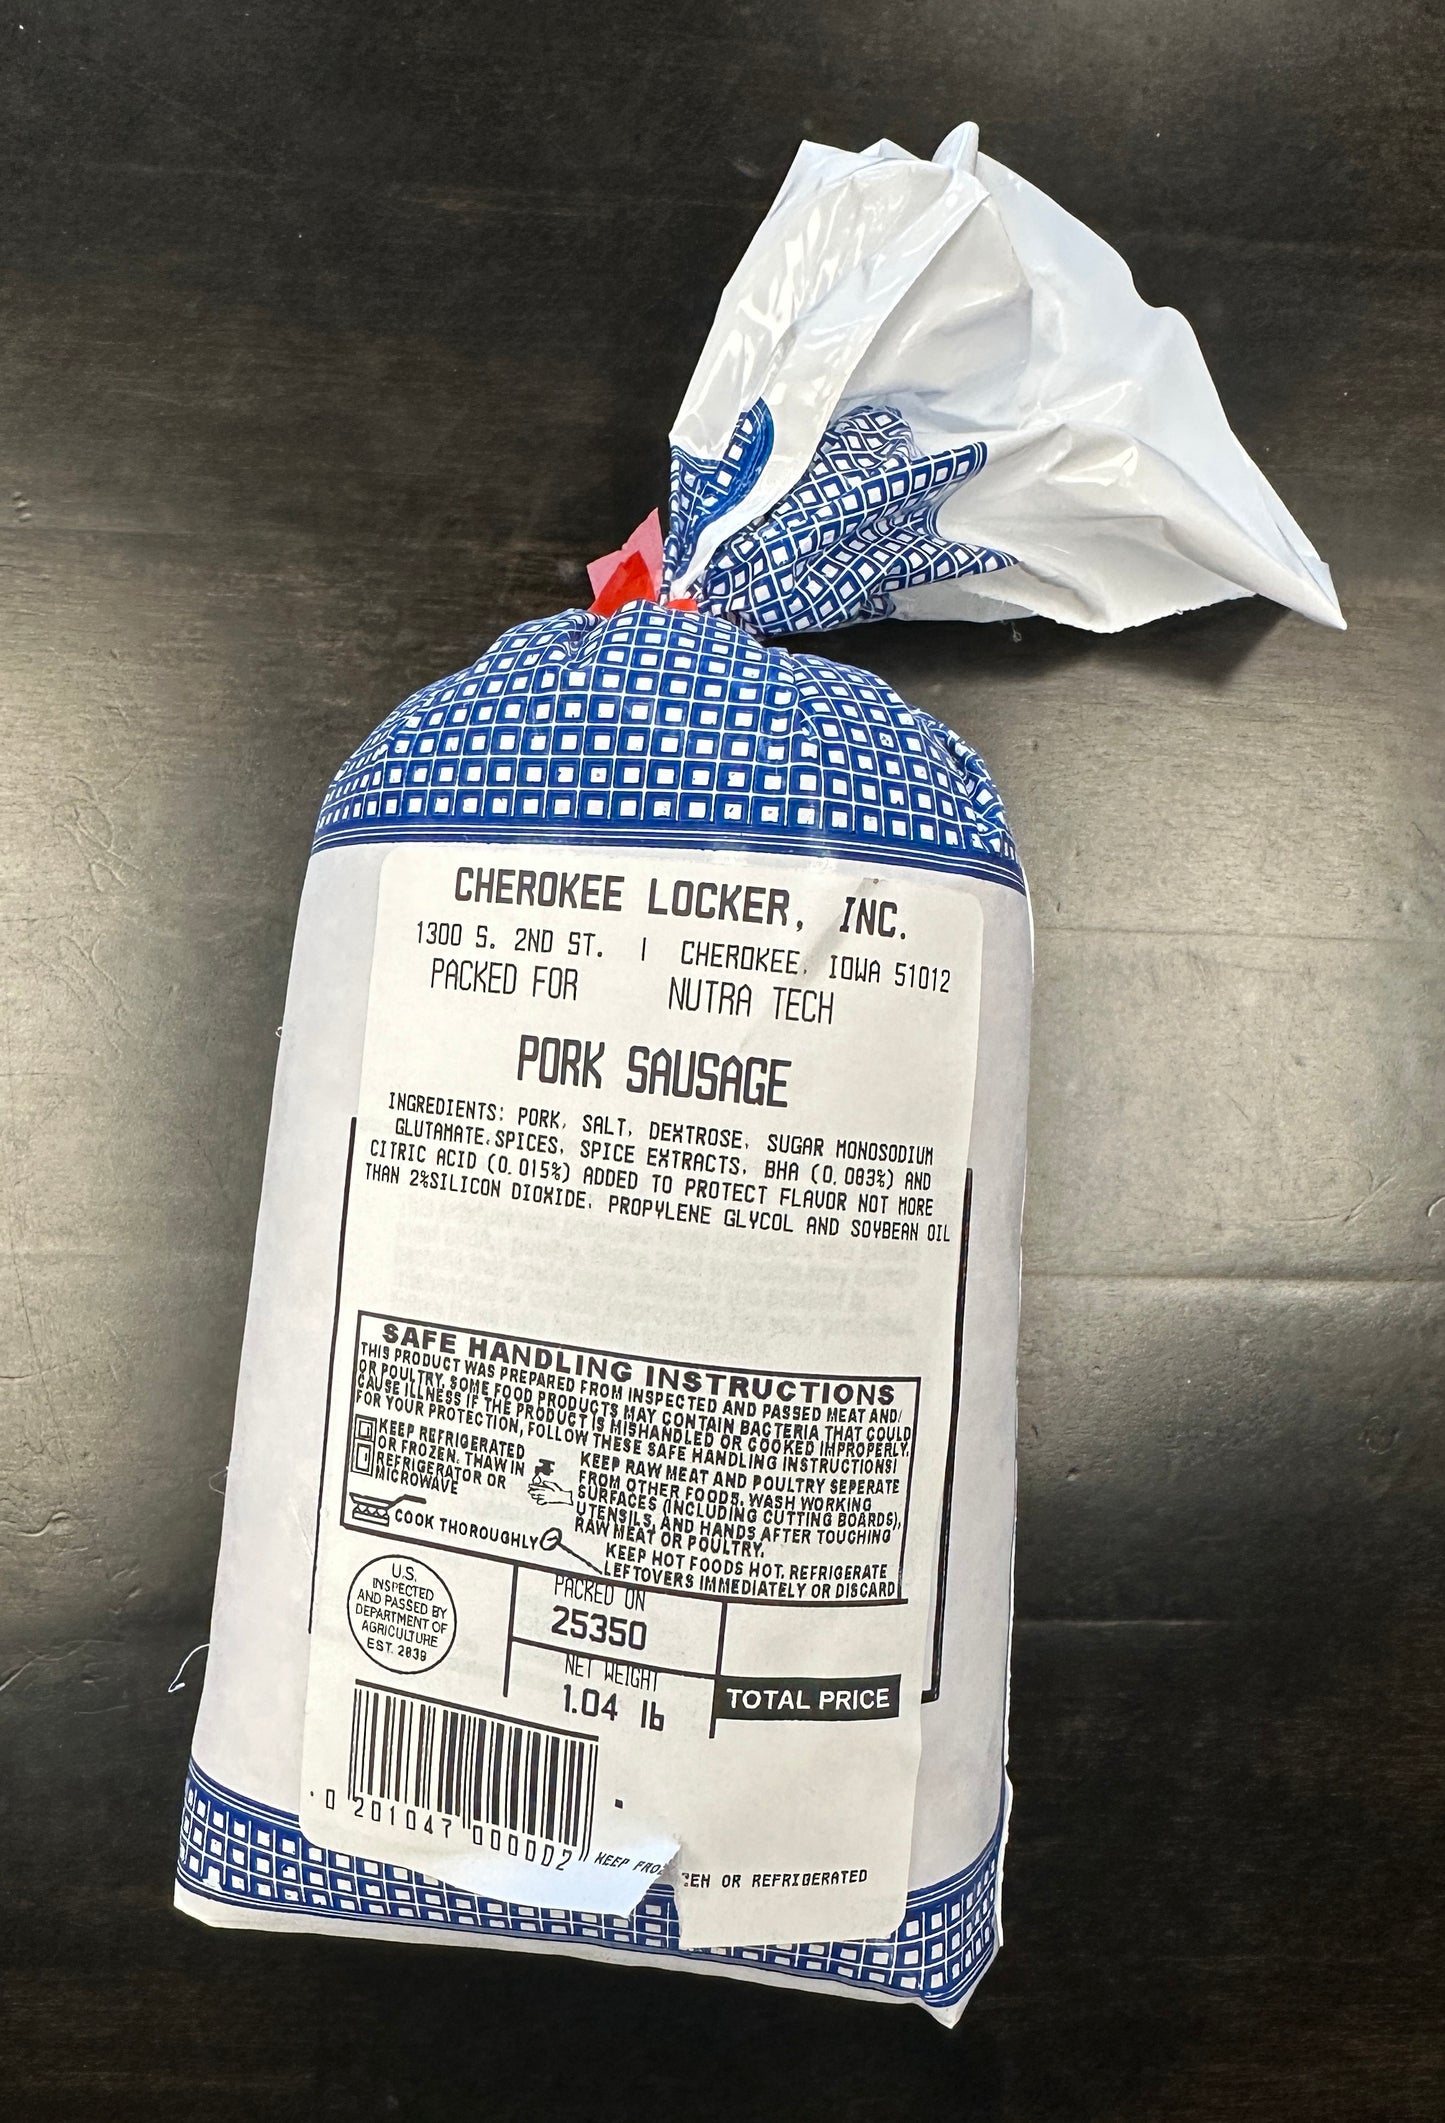 CHEROKEE LOCKER, INC.
1300 S. 2ND ST. | CHEROKEE, IOWA 51012
PACKED FOR NUTRA TECH
PORK SAUSAGE
INGREDIENTS: PORK, SALT, DEXTROSE, SUGAR MONOSODIUM
GLUTAMATE, SPICES, SPICE EXTRACTS, BHA (0.083%) AND
CITRIC ACID (0.015%) ADDED TO PROTECT FLAVOR NOT MORE
THAN 2%SILICON DIOXIDE, PROPYLENE GLYCOL AND SOYBEAN OIL
SAFE HANDLING INSTRUCTIONS
THIS PRODUCT WAS PREPARED FROM INSPECTED AND PASSED MEAT AND/
OR POULTRY. SOME FOOD PRODUCTS MAY CONTAIN BACTERIA THAT COULD
CAUSE ILLNESS IF THE PRODUCT IS MISHANDLED OR COOKED IMPROPERLY.
FOR YOUR PROTECTION, FOLLOW THESE SAFE HANDLING INSTRUCTIONS!
KEEP REFRIGERATED
OR FROZEN. THAW IN
REFRIGERATOR OR
MICROWAVE
KEEP RAW MEAT AND POULTRY SEPERATE
FROM OTHER FOODS. WASH WORKING
SURFACES (INCLUDING CUTTING BOARDS),
UTENSILS, AND HANDS AFTER TOUCHING
RAW MEAT OR POULTRY.
COOK THOROUGHLY
KEEP HOT FOODS HOT. REFRIGERATE
LEFTOVERS IMMEDIATELY OR DISCARD
U.S.
INSPECTED
AND PASSED BY
DEPARTMENT OF
AGRICULTURE
EST. 2839
PACKED ON
25350
NET WEIGHT
1.04 lb
TOTAL PRICE
0 201047 000002
KEEP FROZEN OR REFRIGERATED